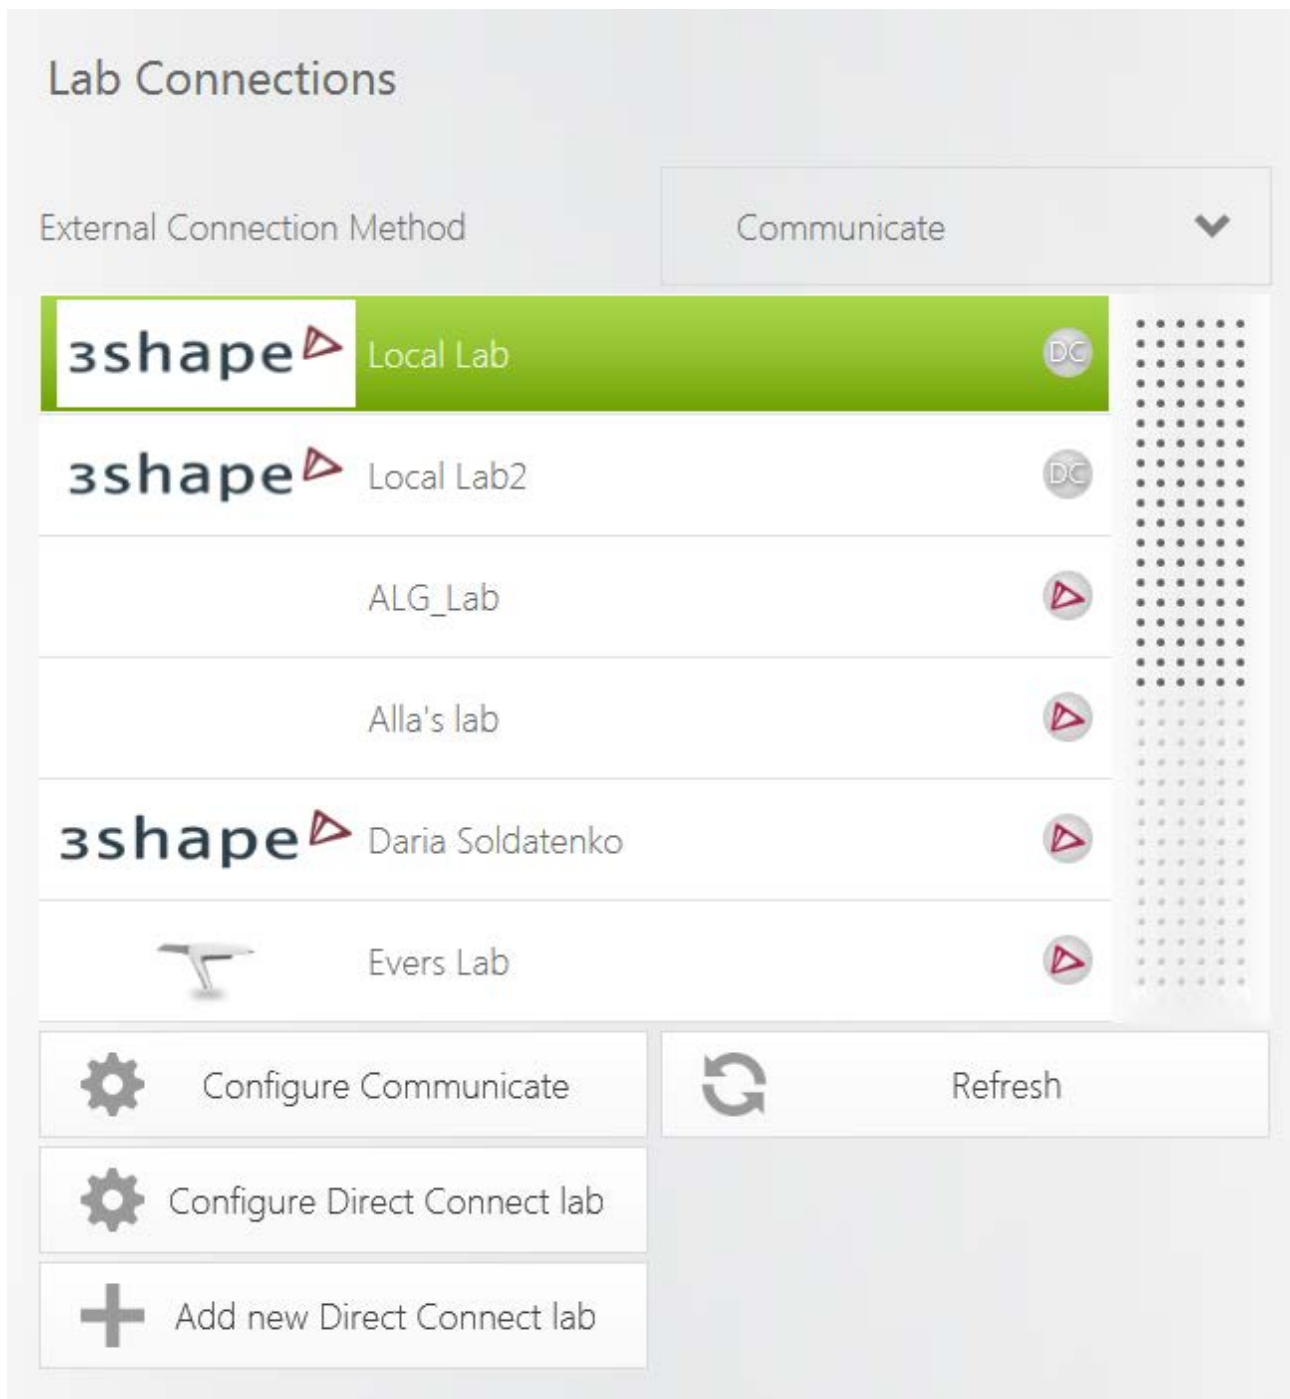 Lab Connections
External Connection Method Communicate
3shape Local Lab DC
3shape Local Lab2 DC
ALG_Lab
Alla's lab
3shape Daria Soldatenko
Evers Lab
Configure Communicate Refresh
Configure Direct Connect lab
Add new Direct Connect lab